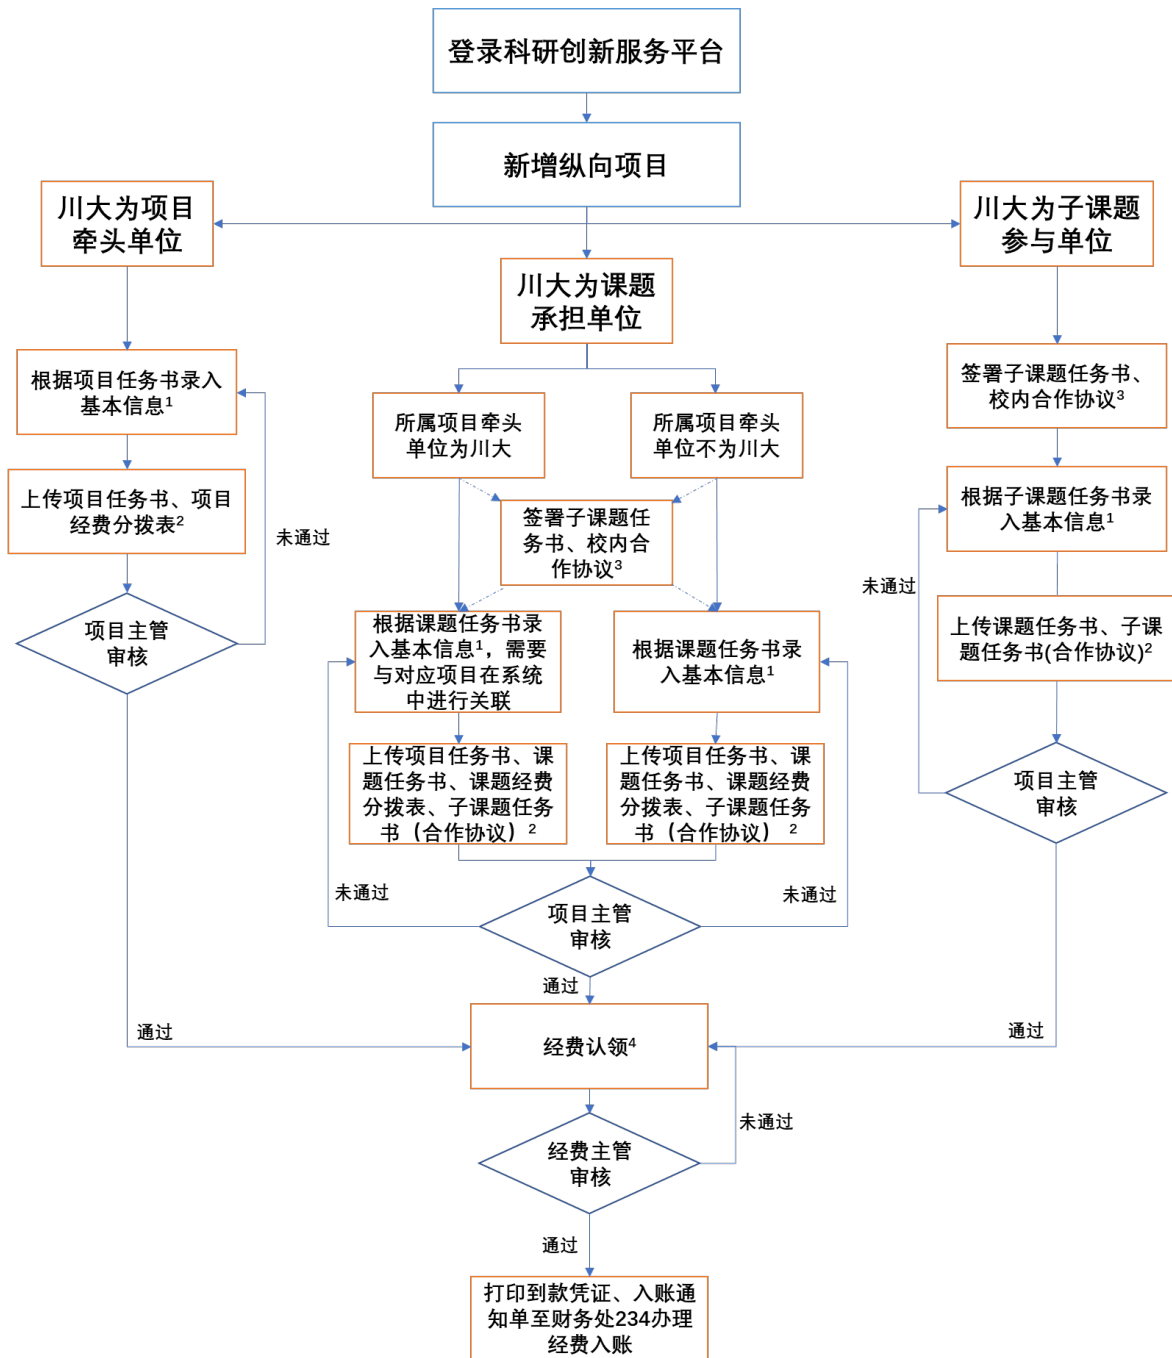 登录科研创新服务平台
新增纵向项目
川大为项目
牵头单位
川大为课题
承担单位
川大为子课题
参与单位
根据项目任务书录入
基本信息¹
上传项目任务书、项目
经费分拨表²
未通过
项目主管
审核
所属项目牵头
单位为川大
所属项目牵头
单位不为川大
签署子课题任
务书、校内合
作协议³
根据课题任务书录
入基本信息¹，需要
与对应项目在系统
中进行关联
根据课题任务书录
入基本信息¹
上传项目任务书、课
题任务书、课题经费
分拨表、子课题任务
书（合作协议）²
上传项目任务书、课
题任务书、课题经费
分拨表、子课题任务
书（合作协议）²
未通过
未通过
项目主管
审核
通过
签署子课题任务书、
校内合作协议³
根据子课题任务书录
入基本信息¹
未通过
上传课题任务书、子课
题任务书(合作协议)²
项目主管
审核
通过
通过
经费认领⁴
未通过
经费主管
审核
通过
打印到款凭证、入账通
知单至财务处234办理
经费入账